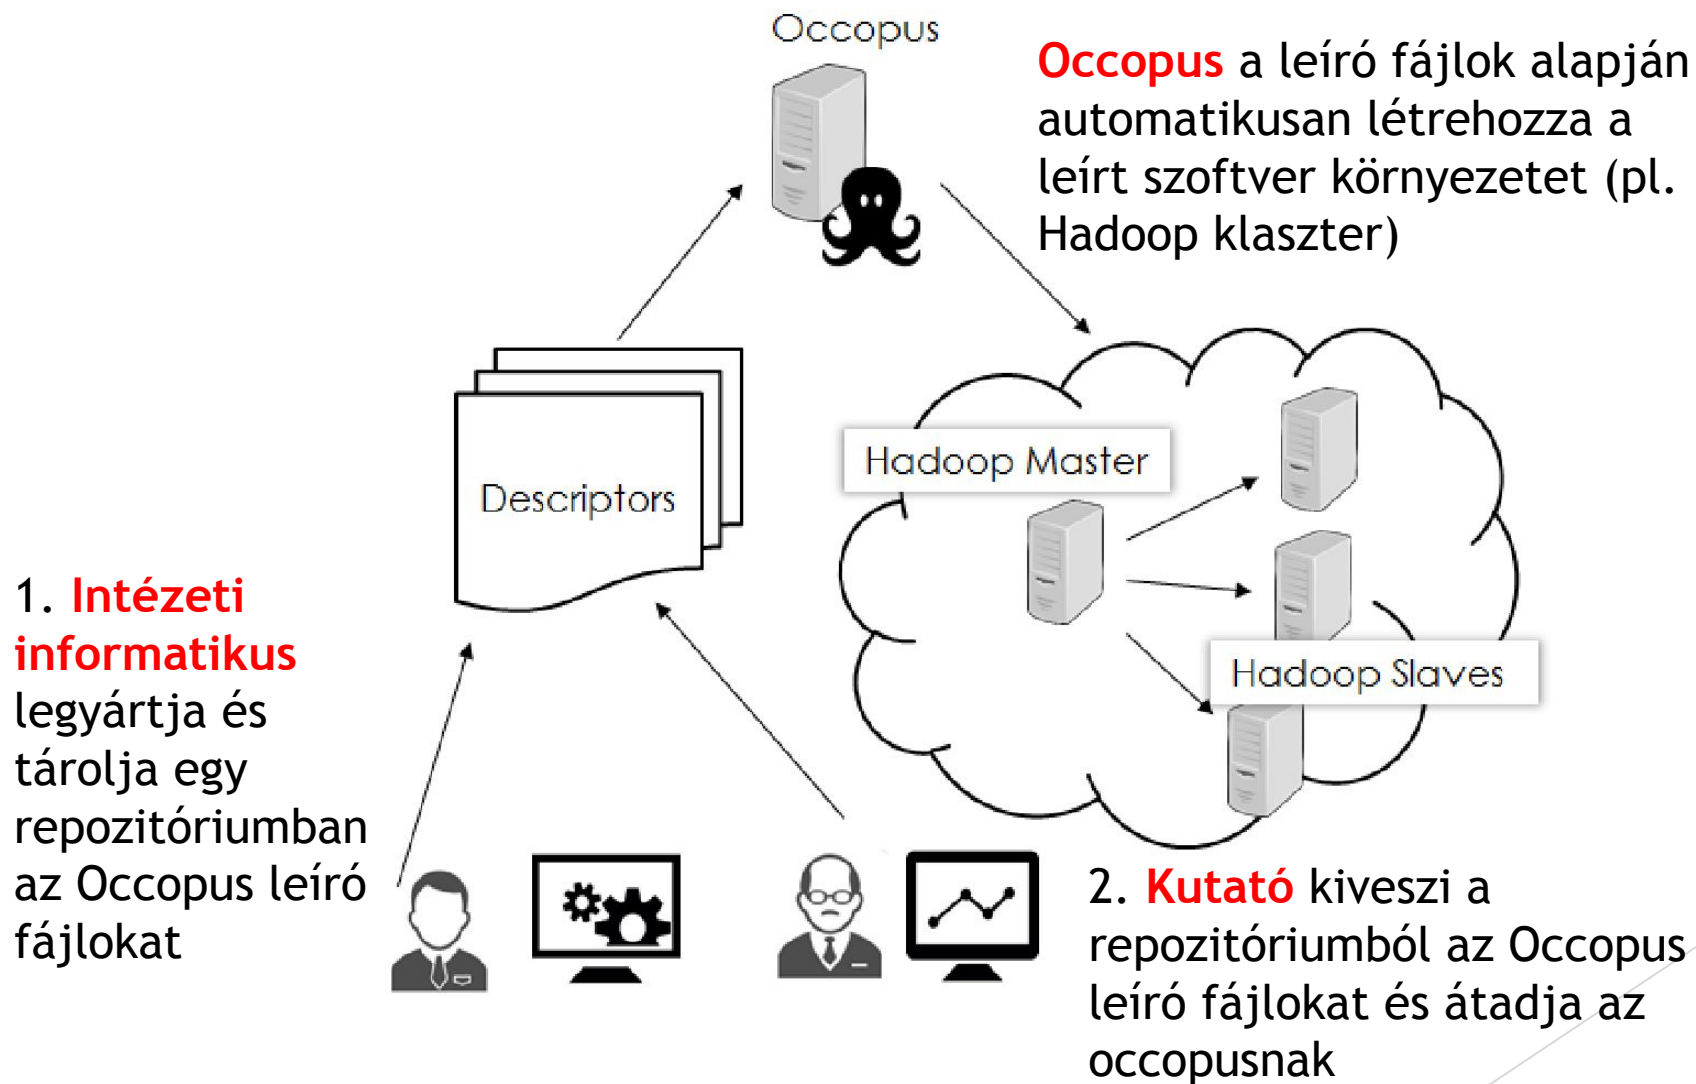 Occopus
Occopus a leíró fájlok alapján
automatikusan létrehozza a
leírt szoftver környezetet (pl.
Hadoop klaszter)
Hadoop Master
Descriptors
Hadoop Slaves
1. Intézeti
informatikus
legyártja és
tárolja egy
repozitóriumban
az Occopus leíró
fájlokat
2. Kutató kiveszi a
repozitóriumból az Occopus
leíró fájlokat és átadja az
occopusnak